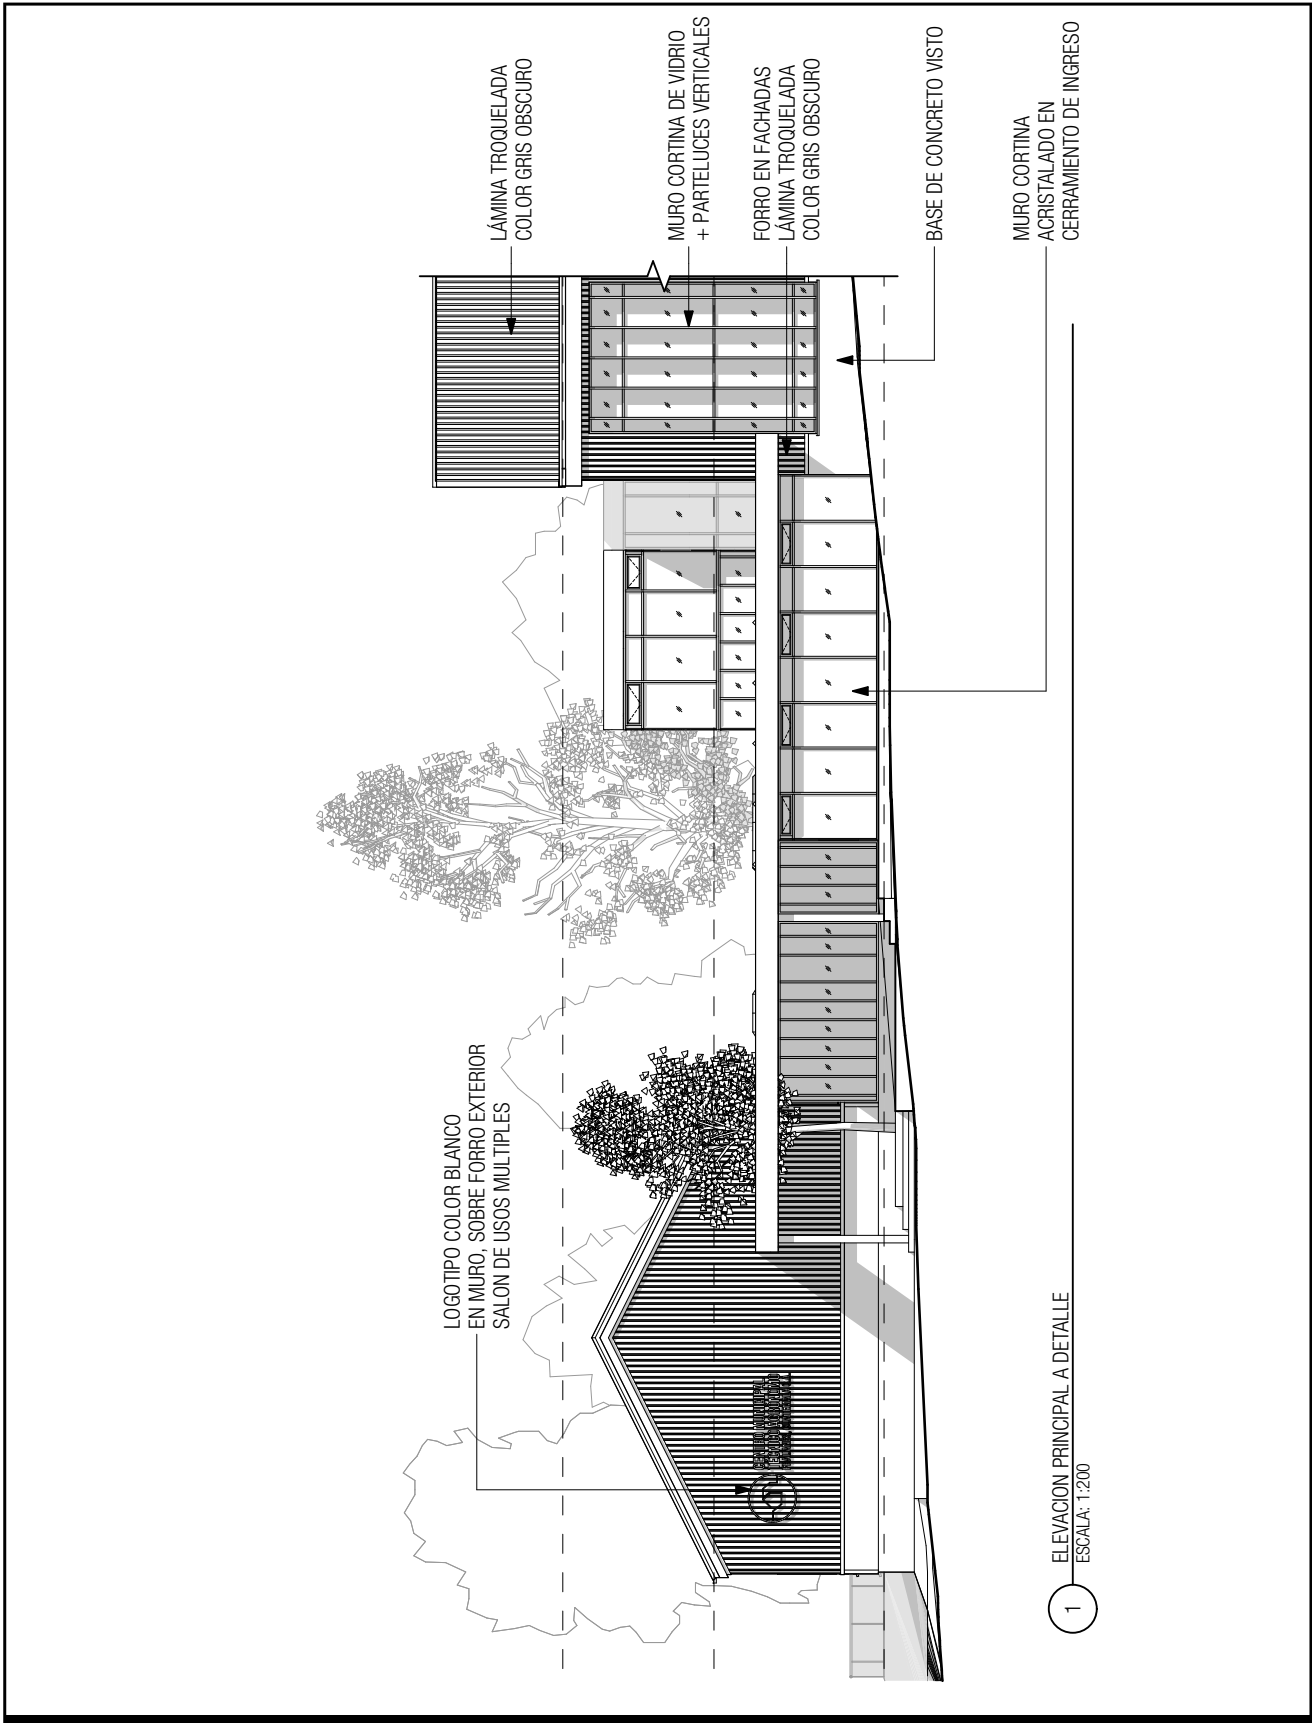 LOGOTIPO COLOR BLANCO
EN MURO, SOBRE FORRO EXTERIOR
SALON DE USOS MULTIPLES
LÁMINA TROQUELADA
COLOR GRIS OBSCURO
MURO CORTINA DE VIDRIO
+ PARTELUCES VERTICALES
FORRO EN FACHADAS
LÁMINA TROQUELADA
COLOR GRIS OBSCURO
BASE DE CONCRETO VISTO
MURO CORTINA
ACRISTALADO EN
CERRAMIENTO DE INGRESO
CENTRO MUNICIPAL
1
ELEVACION PRINCIPAL A DETALLE
ESCALA: 1:200